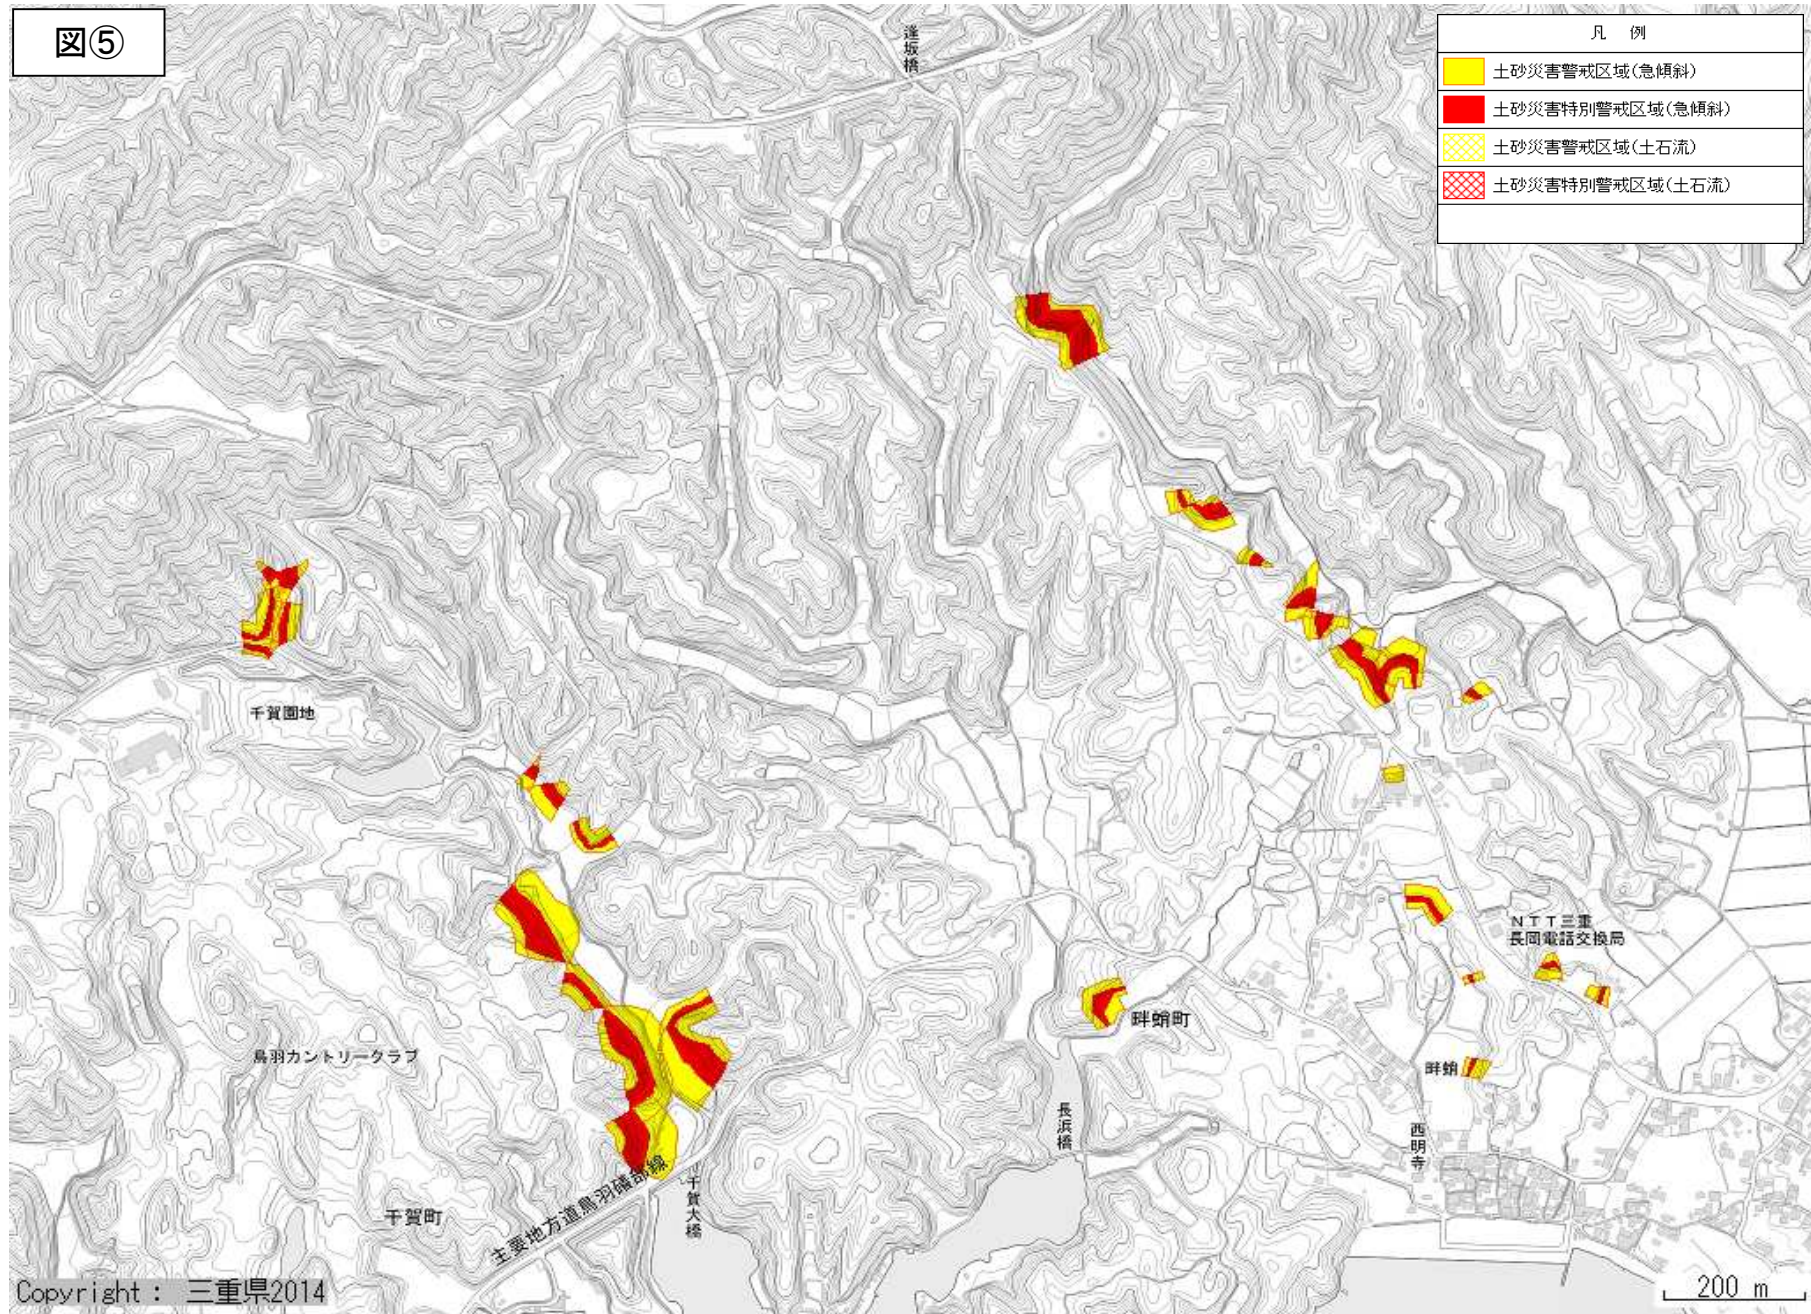 図⑤
逢坂橋
凡 例
土砂災害警戒区域(急傾斜)
土砂災害特別警戒区域(急傾斜)
土砂災害警戒区域(土石流)
土砂災害特別警戒区域(土石流)
千賀園地
NTT三重
長岡電話交換局
畔蛸町
鳥羽カントリークラブ
畔蛸
長浜橋
西明寺
主要地方道鳥羽磯部線
千賀大橋
千賀町
Copyright : 三重県2014
200 m